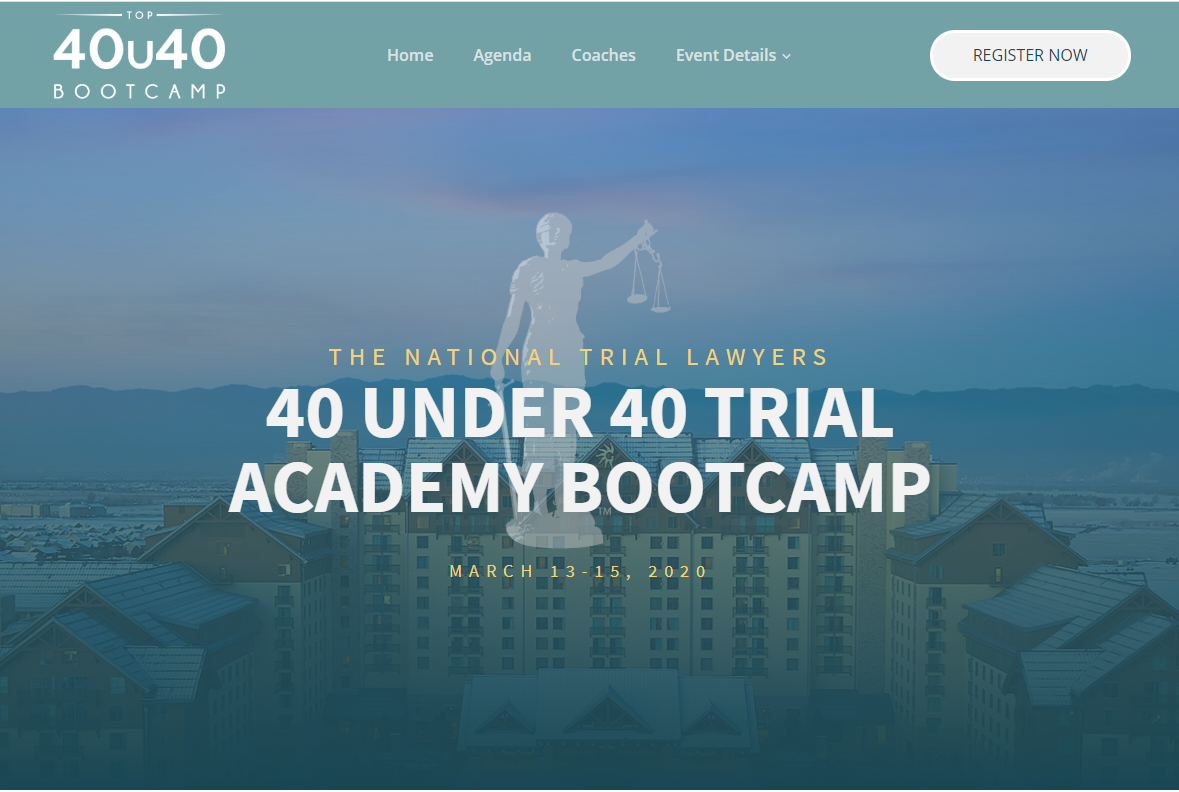 TOP
40U40
BOOTCAMP
Home
Agenda
Coaches
Event Details
REGISTER NOW
THE NATIONAL TRIAL LAWYERS
40 UNDER 40 TRIAL
ACADEMY BOOTCAMP
TM
MARCH 13-15, 2020